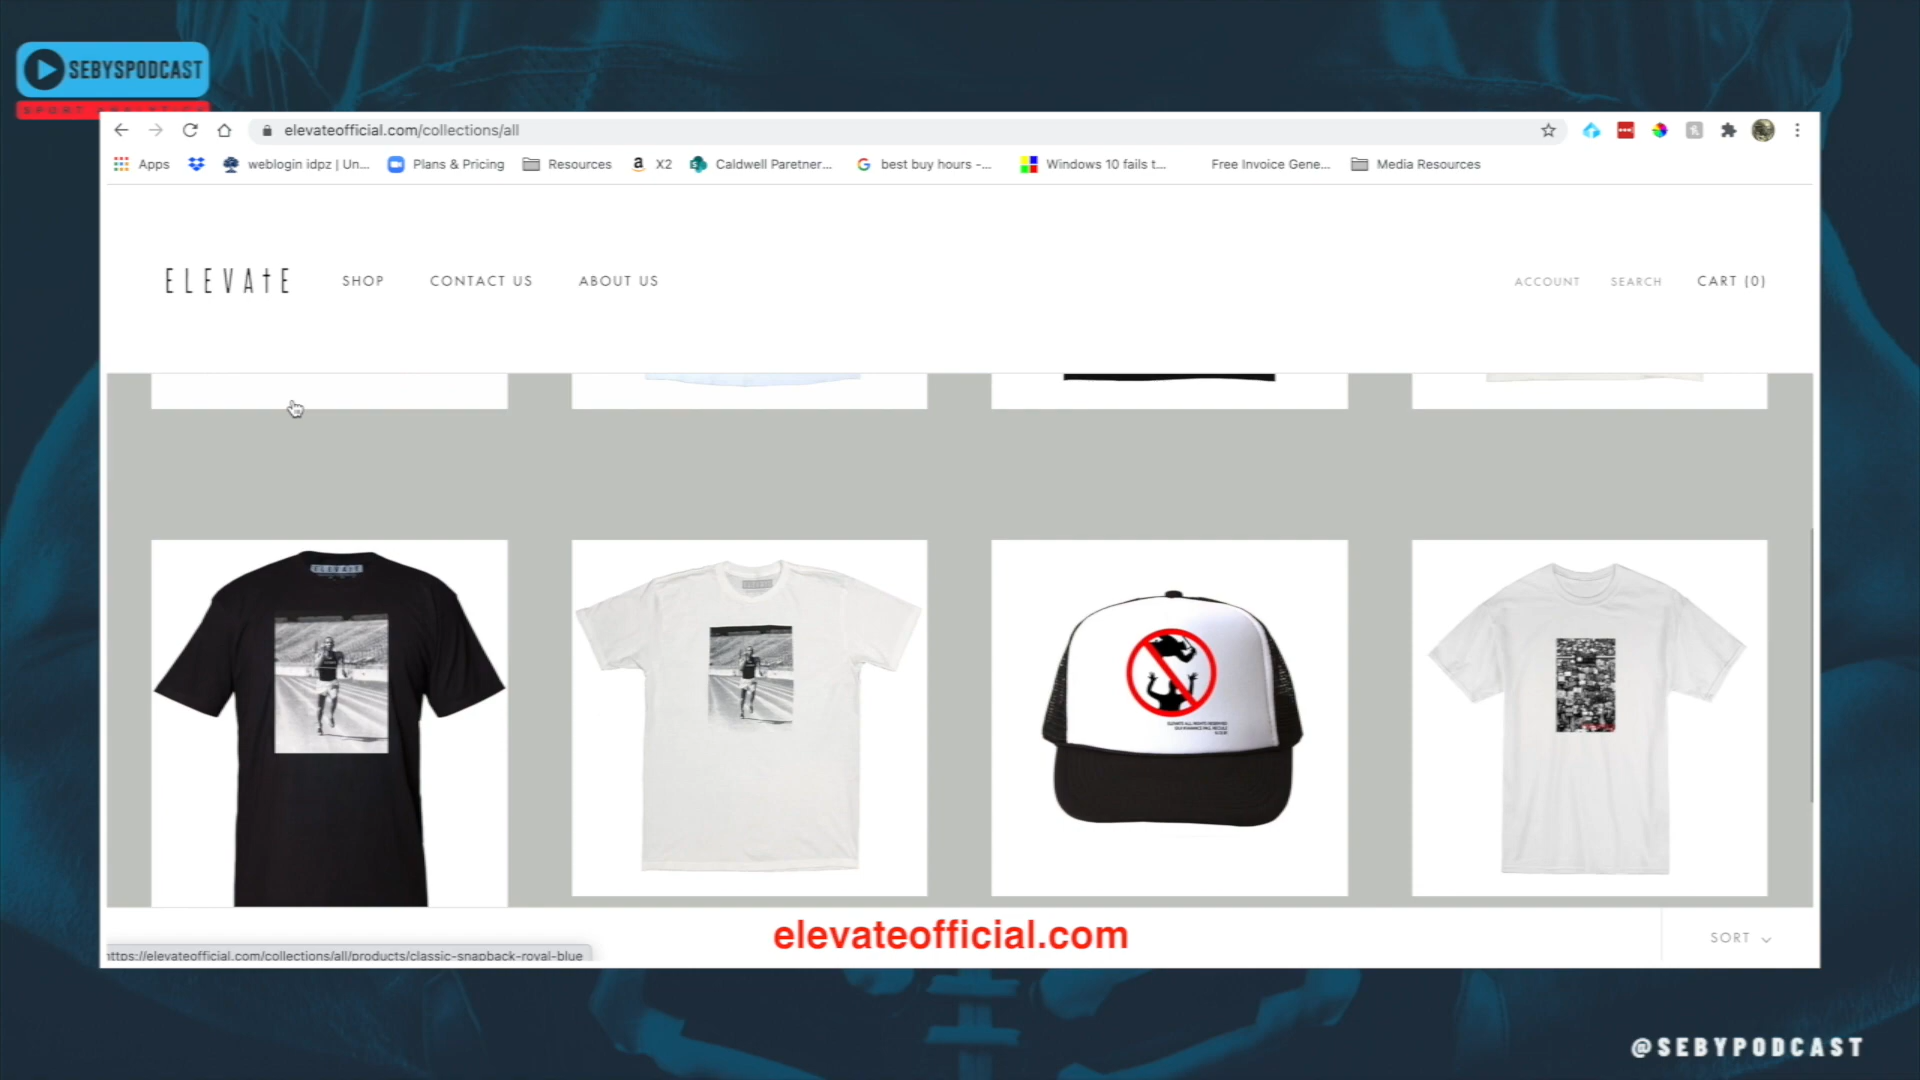 SEBYSPODCAST
elevateofficial.com/collections/all
Apps
weblogin idpz | Un...
Plans & Pricing
Resources
a X2
Caldwell Paretner...
best buy hours -...
Windows 10 fails t...
Free Invoice Gene...
Media Resources
ELEVATE
SHOP
CONTACT US
ABOUT US
ACCOUNT
SEARCH
CART (0)
ELEVATE
elevateofficial.com
SORT
https://elevateofficial.com/collections/all/products/classic-snapback-royal-blue
@SEBYPODCAST